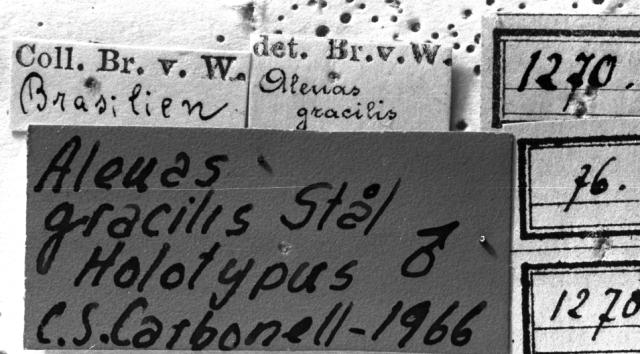 Coll. Br. v. W.
Brasilien
det. Br. v. W.
Aleuas
gracilis
1270.
76.
1270
Aleuas
gracilis Stål
Holotypus ♂
C.S.Carbonell-1966